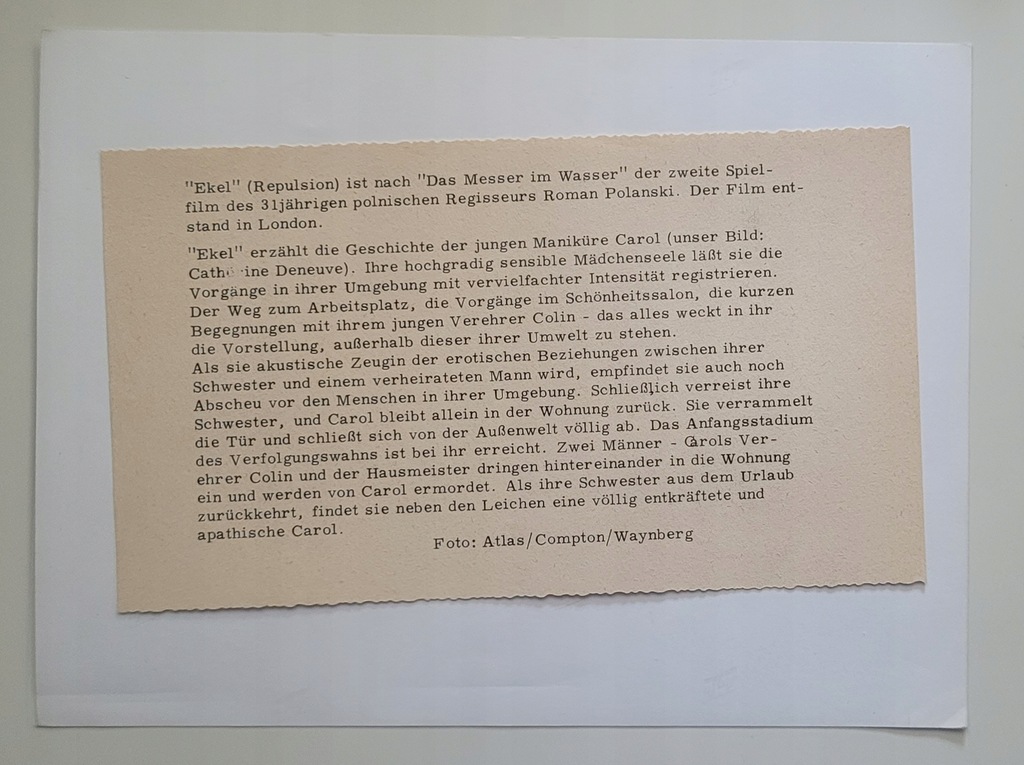 "Ekel" (Repulsion) ist nach "Das Messer im Wasser" der zweite Spiel-
film des 31jährigen polnischen Regisseurs Roman Polanski. Der Film ent-
stand in London.
"Ekel" erzählt die Geschichte der jungen Maniküre Carol (unser Bild:
Deneuve). Ihre hochgradig sensible Mädchenseele läßt sie die
Vorgänge in ihrer Umgebung mit vervielfachter Intensität registrieren.
Der Weg zum Arbeitsplatz, die Vorgänge im Schönheitssalon, die kurzen
Begegnungen mit ihrem jungen Verehrer Colin - das alles weckt in ihr
die Vorstellung, außerhalb dieser ihrer Umwelt zu stehen.
Als sie akustische Zeugin der erotischen Beziehungen zwischen ihrer
Schwester und einem verheirateten Mann wird, empfindet sie auch noch
Abscheu vor den Menschen in ihrer Umgebung. Schließlich verreist ihre
Schwester, und Carol bleibt allein in der Wohnung zurück. Sie verrammelt
die Tür und schließt sich von der Außenwelt völlig ab. Das Anfangsstadium
des Verfolgungswahns ist bei ihr erreicht. Zwei Männer - Carols Ver-
ehrer Colin und der Hausmeister dringen hintereinander in die Wohnung
ein und werden von Carol ermordet. Als ihre Schwester aus dem Urlaub
zurückkehrt, findet sie neben den Leichen eine völlig entkräftete und
apathische Carol.
Foto: Atlas/Compton/Waynberg